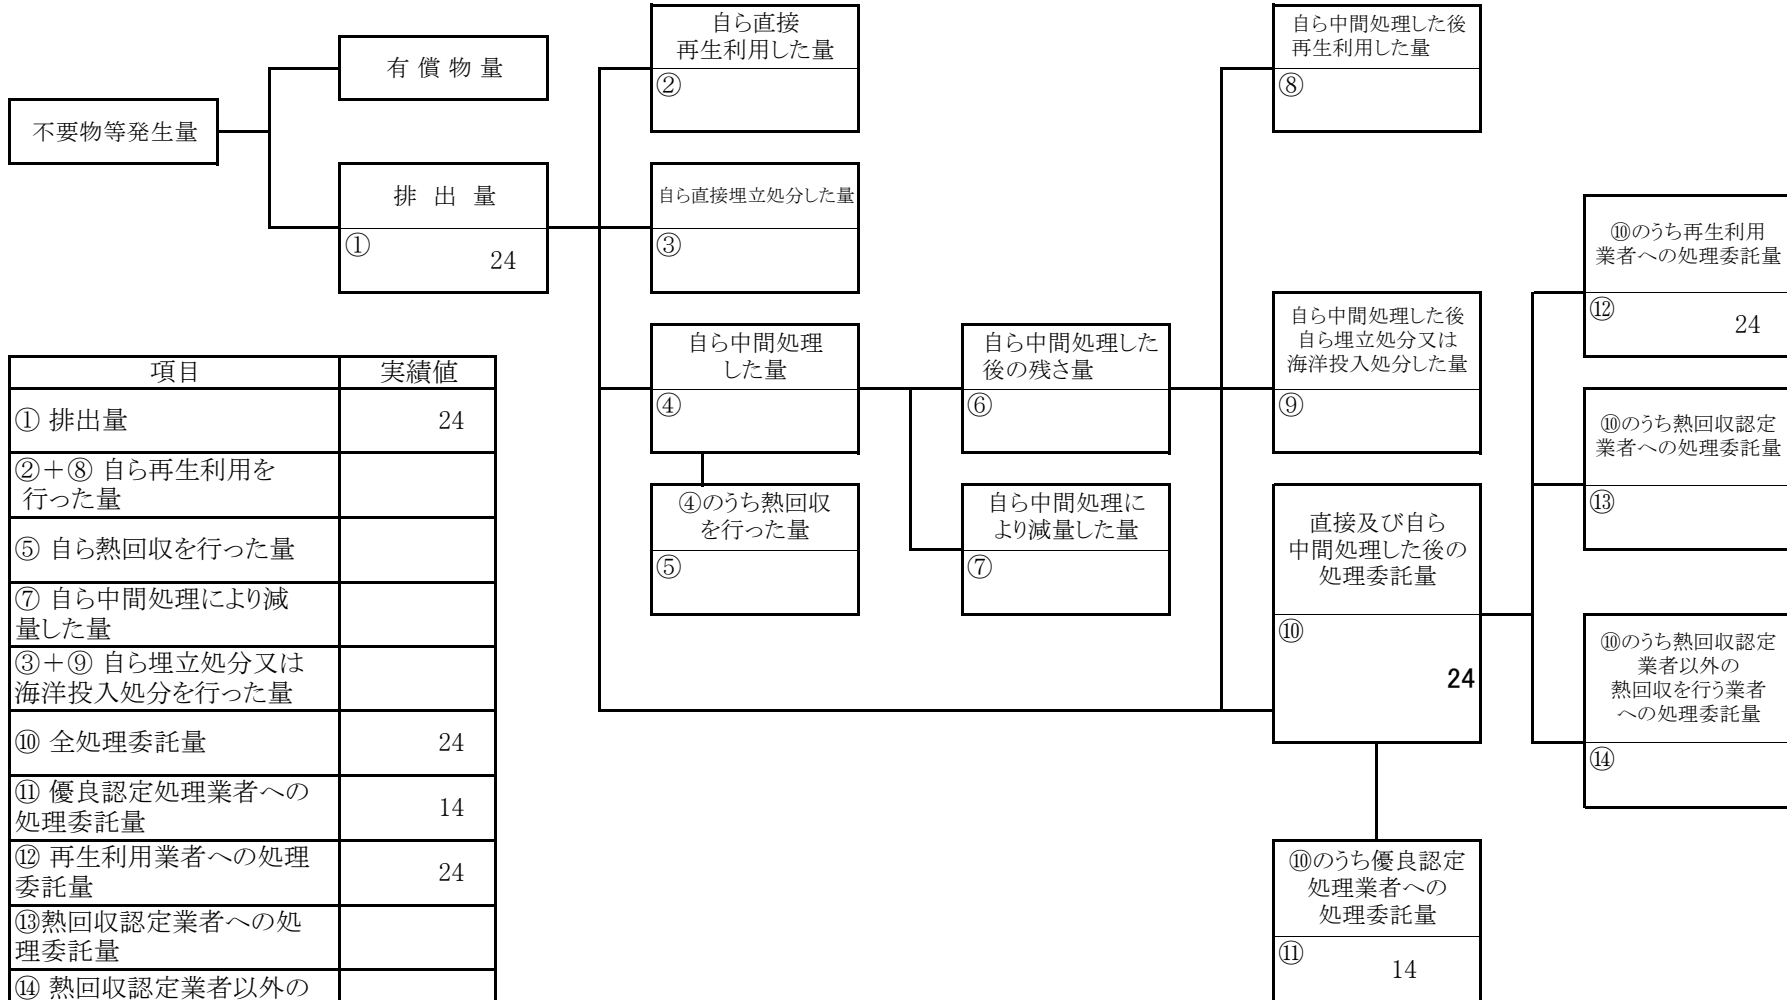 不要物等発生量
有 償 物 量
排 出 量
①
24
自ら直接
再生利用した量
②
自ら直接埋立処分した量
③
自ら中間処理
した量
④
④のうち熱回収
を行った量
⑤
自ら中間処理した
後の残さ量
⑥
自ら中間処理に
より減量した量
⑦
自ら中間処理した後
再生利用した量
⑧
自ら中間処理した後
自ら埋立処分又は
海洋投入処分した量
⑨
直接及び自ら
中間処理した後の
処理委託量
⑩
24
⑩のうち優良認定
処理業者への
処理委託量
⑪
14
⑩のうち再生利用
業者への処理委託量
⑫
24
⑩のうち熱回収認定
業者への処理委託量
⑬
⑩のうち熱回収認定
業者以外の
熱回収を行う業者
への処理委託量
⑭
項目 実績値
① 排出量 24
②＋⑧ 自ら再生利用を
行った量
⑤ 自ら熱回収を行った量
⑦ 自ら中間処理により減
量した量
③＋⑨ 自ら埋立処分又は
海洋投入処分を行った量
⑩ 全処理委託量 24
⑪ 優良認定処理業者への
処理委託量 14
⑫ 再生利用業者への処理
委託量 24
⑬熱回収認定業者への処
理委託量
⑭ 熱回収認定業者以外の